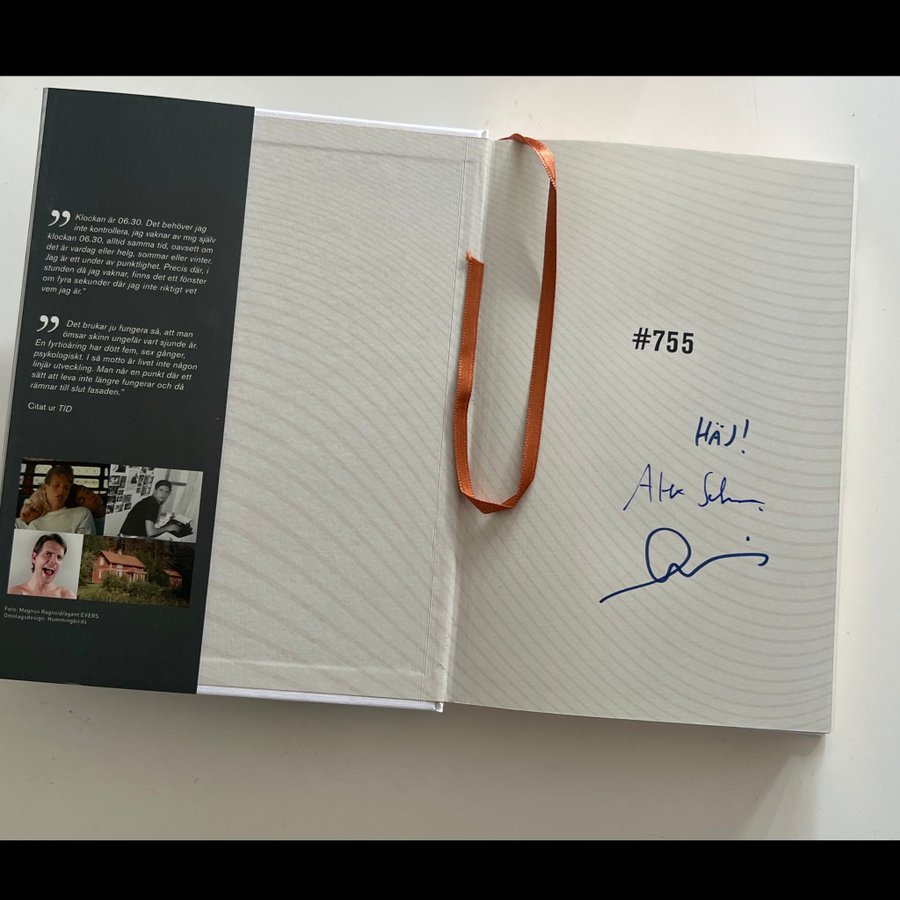 ” Klockan är 06.30. Det behöver jag
inte kontrollera, jag vaknar av mig själv
klockan 06.30, alltid samma tid, oavsett om
det är vardag eller helg, sommar eller vinter.
Jag är ett under av punktlighet. Precis där, i
stunden då jag vaknar, finns det ett fönster
om fyra sekunder där jag inte riktigt vet
vem jag är.”
” Det brukar ju fungera så, att man
ömsar skinn ungefär vart sjunde år.
En fyrtioåring har dött fem, sex gånger,
psykologiskt. I så motto är livet inte någon
linjär utveckling. Man når en punkt där ett
sätt att leva inte längre fungerar och då
rämnar till slut fasaden.”
Citat ur TID
Foto: Magnus Ragnvid/agent EVERS
Omslagsdesign: Hummingbirds
#755
HÄJ!
Alex